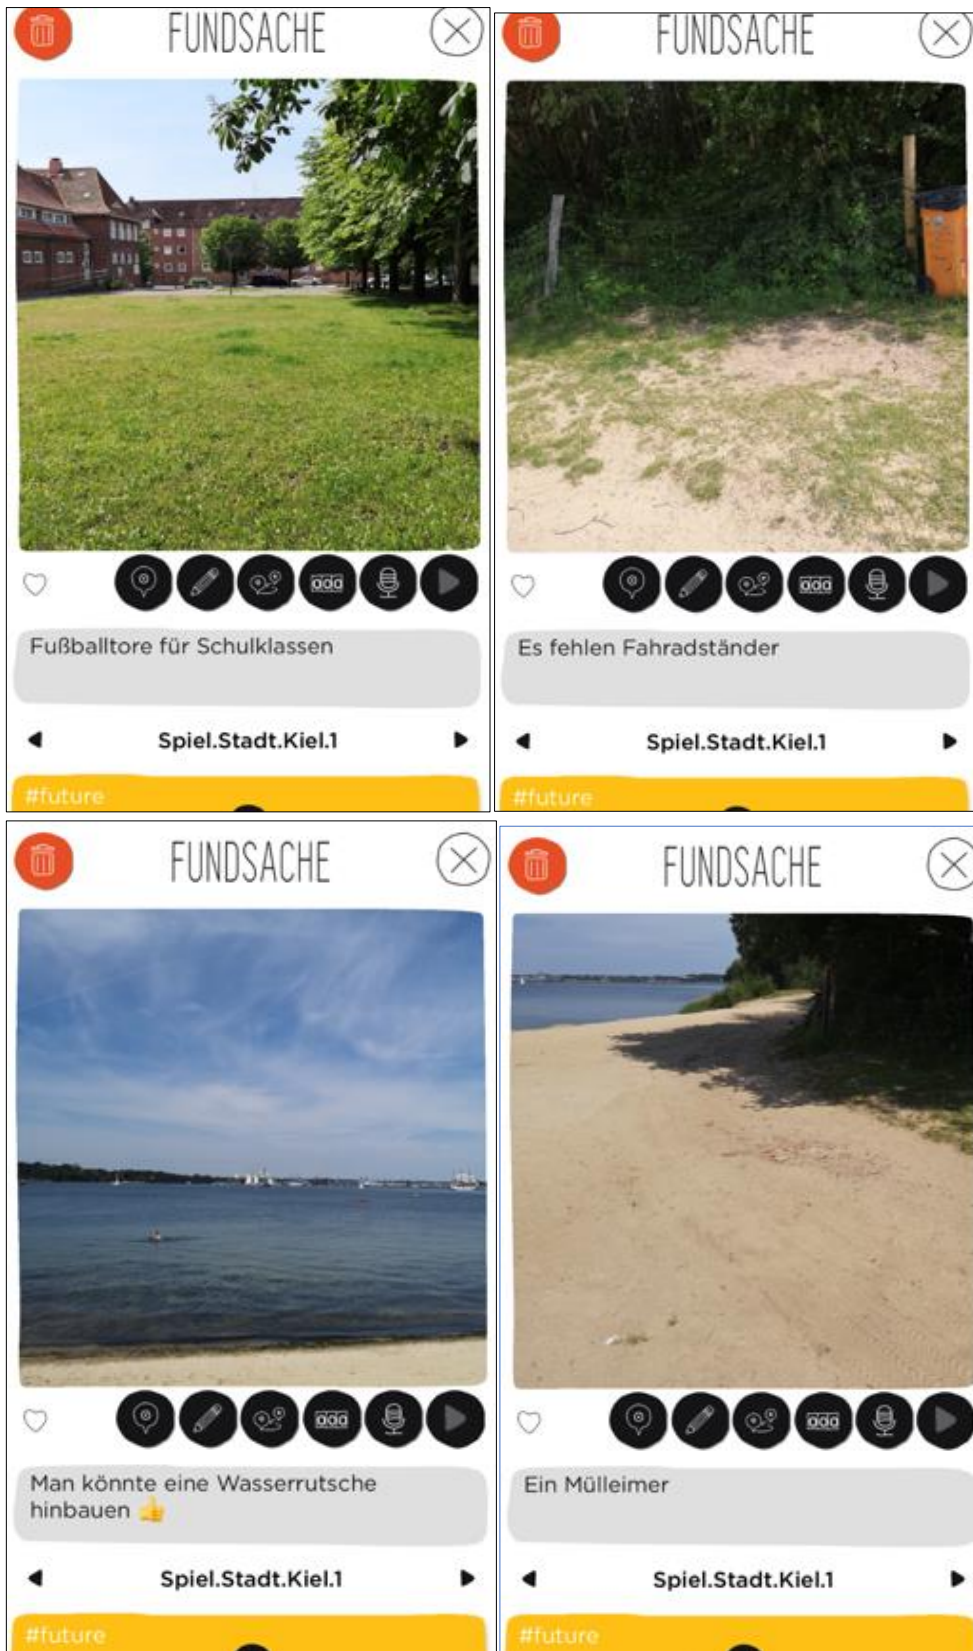 FUNDSACHE
Fußballtore für Schulklassen
Spiel.Stadt.Kiel.1
#future
FUNDSACHE
Es fehlen Fahradständer
Spiel.Stadt.Kiel.1
#future
FUNDSACHE
Man könnte eine Wasserrutsche
hinbauen 👍
Spiel.Stadt.Kiel.1
#future
FUNDSACHE
Ein Mülleimer
Spiel.Stadt.Kiel.1
#future